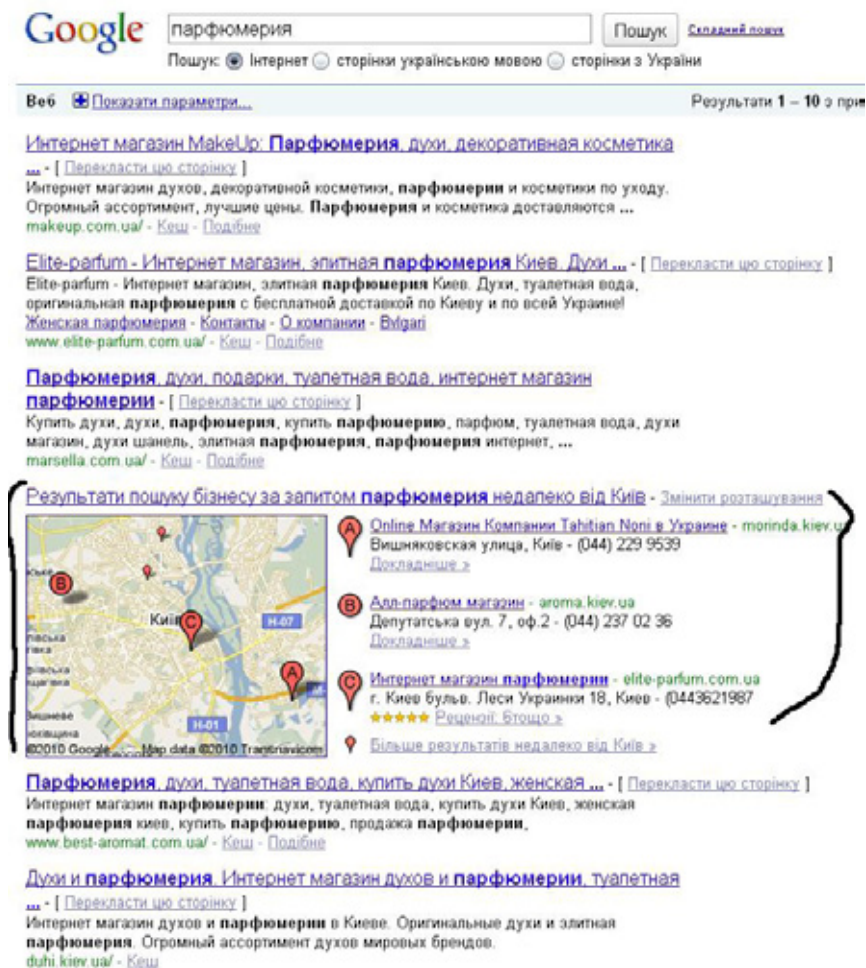 Google парфюмерия Пошук Складний пошук
Пошук: Інтернет сторінки українською мовою сторінки з України
Веб Показати параметри... Результати 1 – 10 з при
Интернет магазин MakeUp: Парфюмерия, духи, декоративная косметика
... - [ Перекласти цю сторінку ]
Интернет магазин духов, декоративной косметики, парфюмерии и косметики по уходу.
Огромный ассортимент, лучшие цены. Парфюмерия и косметика доставляются ...
makeup.com.ua/ - Кеш - Подібне
Elite-parfum - Интернет магазин, элитная парфюмерия Киев. Духи ... - [ Перекласти цю сторінку ]
Elite-parfum - Интернет магазин, элитная парфюмерия Киев. Духи, туалетная вода,
оригинальная парфюмерия с бесплатной доставкой по Киеву и по всей Украине!
Женская парфюмерия - Контакты - О компании - Bvlgari
www.elite-parfum.com.ua/ - Кеш - Подібне
Парфюмерия, духи, подарки, туалетная вода, интернет магазин
парфюмерии - [ Перекласти цю сторінку ]
Купить духи, духи, парфюмерия, купить парфюмерию, парфюм, туалетная вода, духи
магазин, духи шанель, элитная парфюмерия, парфюмерия интернет, ...
marsella.com.ua/ - Кеш - Подібне
Результати пошуку бізнесу за запитом парфюмерия недалеко від Київ - Змінити розташування
A Online Магазин Компании Tahitian Noni в Украине - morinda.kiev.u
Вишняковская улица, Київ - (044) 229 9539
Докладніше »
B Алл-парфюм магазин - aroma.kiev.ua
Депутатська вул. 7, оф.2 - (044) 237 02 36
Докладніше »
C Интернет магазин парфюмерии - elite-parfum.com.ua
г. Киев бульв. Леси Украинки 18, Киев - (0443621987
Рецензії: 6тощо »
Більше результатів недалеко від Київ »
B
Київ
C
H-07
A
Вишневе
H-01
©2010 Google Map data ©2010 Transnavicom
Парфюмерия, духи, туалетная вода, купить духи Киев, женская ... - [ Перекласти цю сторінку ]
Интернет магазин парфюмерии: духи, туалетная вода, купить духи Киев, женская
парфюмерия киев, купить парфюмерию, продажа парфюмерии,
www.best-aromat.com.ua/ - Кеш - Подібне
Духи и парфюмерия. Интернет магазин духов и парфюмерии, туалетная
... - [ Перекласти цю сторінку ]
Интернет магазин духов и парфюмерии в Киеве. Оригинальные духи и элитная
парфюмерия. Огромный ассортимент духов мировых брендов.
duhi.kiev.ua/ - Кеш